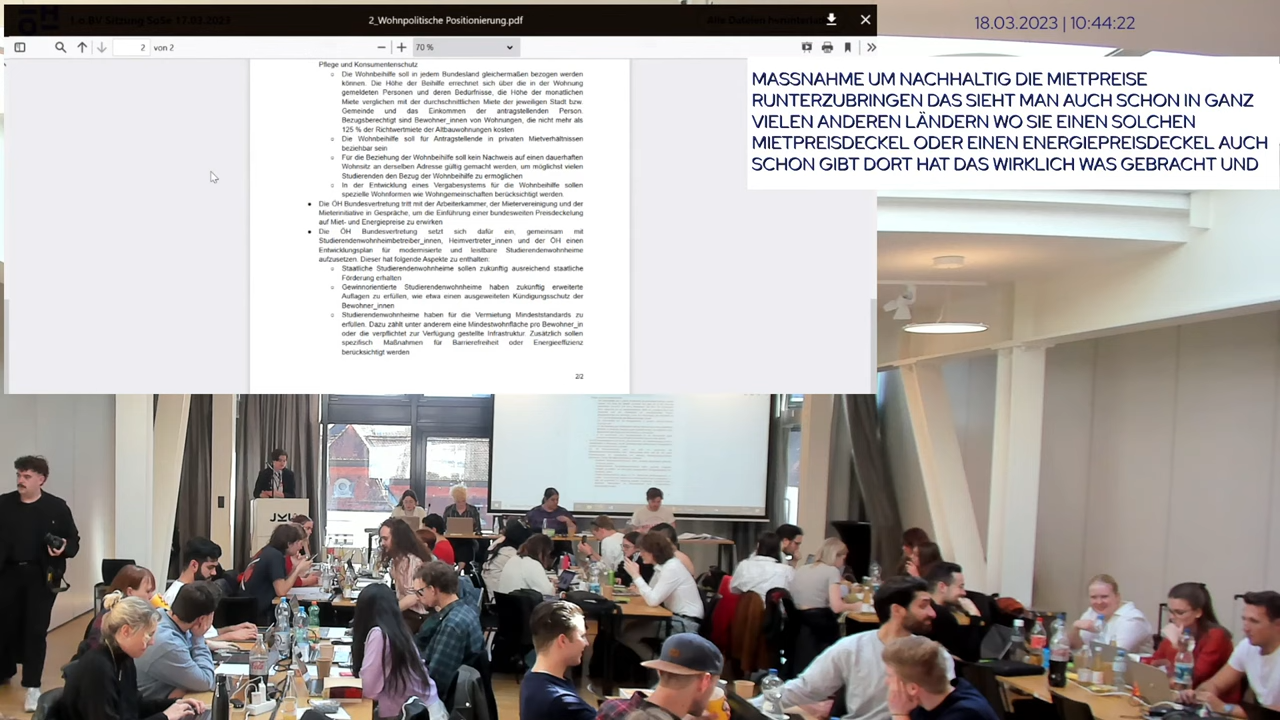 1.o BV Sitzung SoSe 17.03.2023
2_Wohnpolitische Positionierung.pdf
Alle Dateien herunterladen
18.03.2023 | 10:44:22
2 von 2
70 %
MASSNAHME UM NACHHALTIG DIE MIETPREISE
RUNTERZUBRINGEN DAS SIEHT MAN AUCH SCHON IN GANZ
VIELEN ANDEREN LÄNDERN WO SIE EINEN SOLCHEN
MIETPREISDECKEL ODER EINEN ENERGIEPREISDECKEL AUCH
SCHON GIBT DORT HAT DAS WIRKLICH WAS GEBRACHT UND
Pflege und Konsumentenschutz
○ Die Wohnbeihilfe soll in jedem Bundesland gleichermaßen bezogen werden
können. Die Höhe der Beihilfe errechnet sich über die in der Wohnung
gemeldeten Personen und deren Bedürfnisse, die Höhe der monatlichen
Miete verglichen mit der durchschnittlichen Miete der jeweiligen Stadt bzw.
Gemeinde und das Einkommen der antragstellenden Person.
Bezugsberechtigt sind Bewohner_innen von Wohnungen, die nicht mehr als
125 % der Richtwertmiete der Altbauwohnungen kosten
○ Die Wohnbeihilfe soll für Antragstellende in privaten Mietverhältnissen
beziehbar sein
○ Für die Beziehung der Wohnbeihilfe soll kein Nachweis auf einen dauerhaften
Wohnsitz an derselben Adresse gültig gemacht werden, um möglichst vielen
Studierenden den Bezug der Wohnbeihilfe zu ermöglichen
○ In der Entwicklung eines Vergabesystems für die Wohnbeihilfe sollen
spezielle Wohnformen wie Wohngemeinschaften berücksichtigt werden.
● Die ÖH Bundesvertretung tritt mit der Arbeiterkammer, der Mietervereinigung und der
Mieterinitiative in Gespräche, um die Einführung einer bundesweiten Preisdeckelung
auf Miet- und Energiepreise zu erwirken
● Die ÖH Bundesvertretung setzt sich dafür ein, gemeinsam mit
Studierendenwohnheimbetreiber_innen, Heimvertreter_innen und der ÖH einen
Entwicklungsplan für modernisierte und leistbare Studierendenwohnheime
aufzusetzen. Dieser hat folgende Aspekte zu enthalten:
○ Staatliche Studierendenwohnheime sollen zukünftig ausreichend staatliche
Förderung erhalten
○ Gewinnorientierte Studierendenwohnheime haben zukünftig erweiterte
Auflagen zu erfüllen, wie etwa einen ausgeweiteten Kündigungsschutz der
Bewohner_innen
○ Studierendenwohnheime haben für die Vermietung Mindeststandards zu
erfüllen. Dazu zählt unter anderem eine Mindestwohnfläche pro Bewohner_in
oder die verpflichtet zur Verfügung gestellte Infrastruktur. Zusätzlich sollen
spezifisch Maßnahmen für Barrierefreiheit oder Energieeffizienz
berücksichtigt werden
2/2
JKU